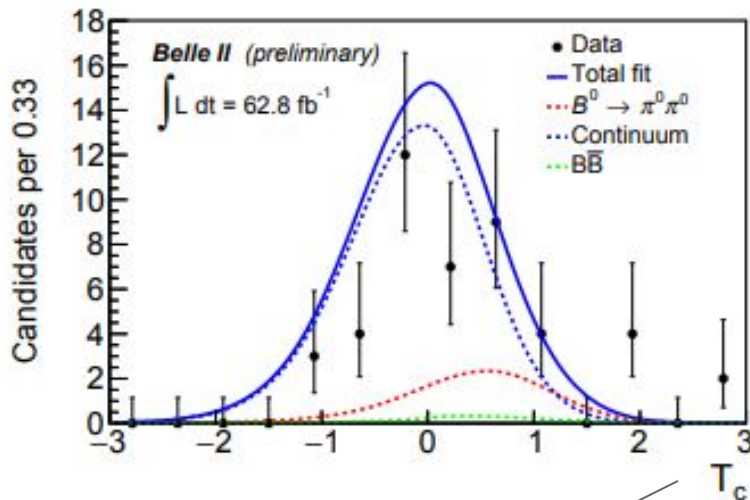 18
16
14
12
10
8
6
4
2
0
Candidates per 0.33
Belle II (preliminary)
∫L dt = 62.8 fb⁻¹
Data
Total fit
B⁰ → π⁰π⁰
Continuum
BB̅
−3 −2 −1 0 1 2 3
T_c